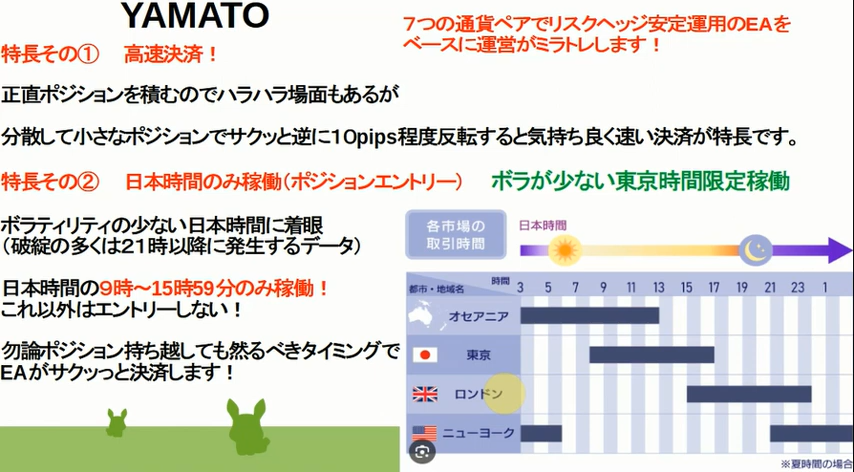 YAMATO
7つの通貨ペアでリスクヘッジ安定運用のEAを
ベースに運営がミラトレします！
特長その① 高速決済！
正直ポジションを積むのでハラハラ場面もあるが
分散して小さなポジションでサクッと逆に10pips程度反転すると気持ち良く速い決済が特長です。
特長その② 日本時間のみ稼働（ポジションエントリー） ボラが少ない東京時間限定稼働
ボラティリティの少ない日本時間に着眼
（破綻の多くは21時以降に発生するデータ）
日本時間の9時～15時59分のみ稼働！
これ以外はエントリーしない！
勿論ポジション持ち越しても然るべきタイミングで
EAがサクッっと決済します！
各市場の
取引時間
日本時間
時間
都市・地域名
3 5 7 9 11 13 15 17 19 21 23 1
オセアニア
東京
ロンドン
ニューヨーク
※夏時間の場合